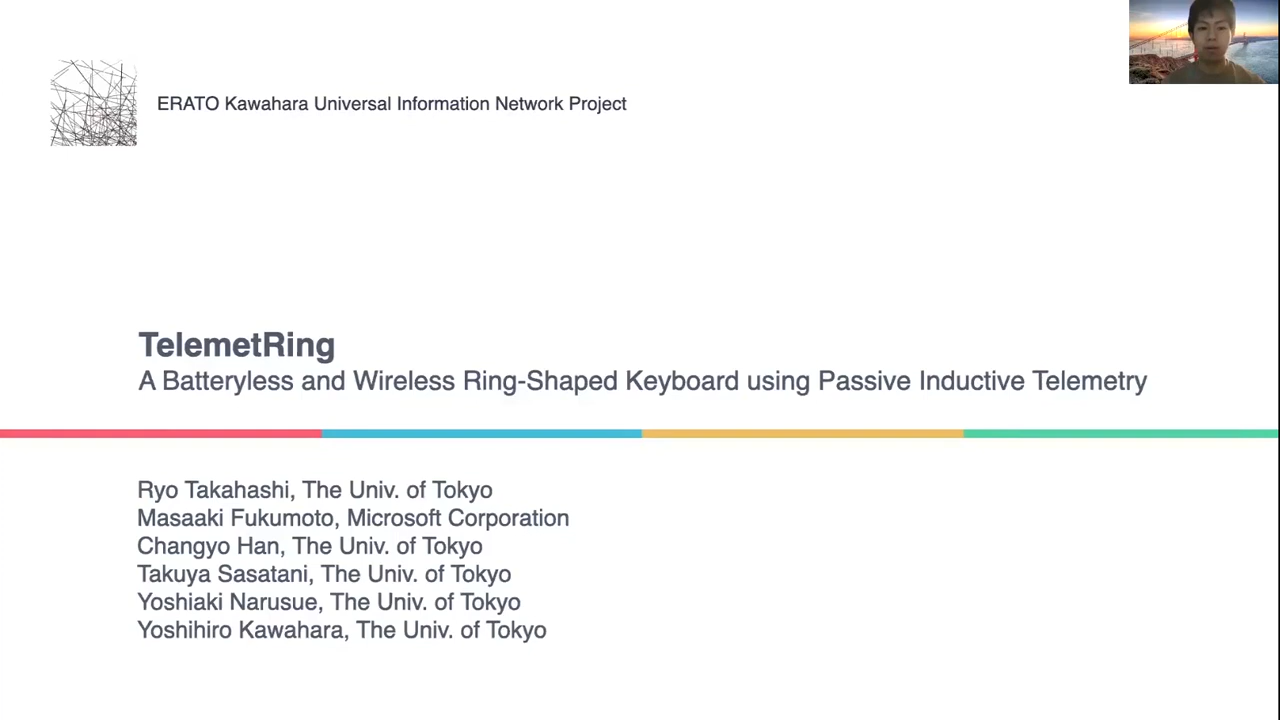 ERATO Kawahara Universal Information Network Project
TelemetRing
A Batteryless and Wireless Ring-Shaped Keyboard using Passive Inductive Telemetry
Ryo Takahashi, The Univ. of Tokyo
Masaaki Fukumoto, Microsoft Corporation
Changyo Han, The Univ. of Tokyo
Takuya Sasatani, The Univ. of Tokyo
Yoshiaki Narusue, The Univ. of Tokyo
Yoshihiro Kawahara, The Univ. of Tokyo